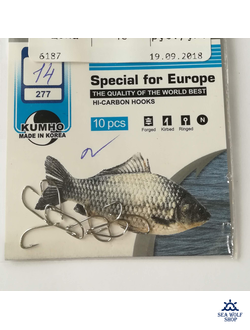 6187
19.09.2018
14
277
Special for Europe
THE QUALITY OF THE WORLD BEST
HI-CARBON HOOKS
KUMHO
MADE IN KOREA
10 pcs
N
Forged Kirbed Ringed
SEA WOLF
SHOP